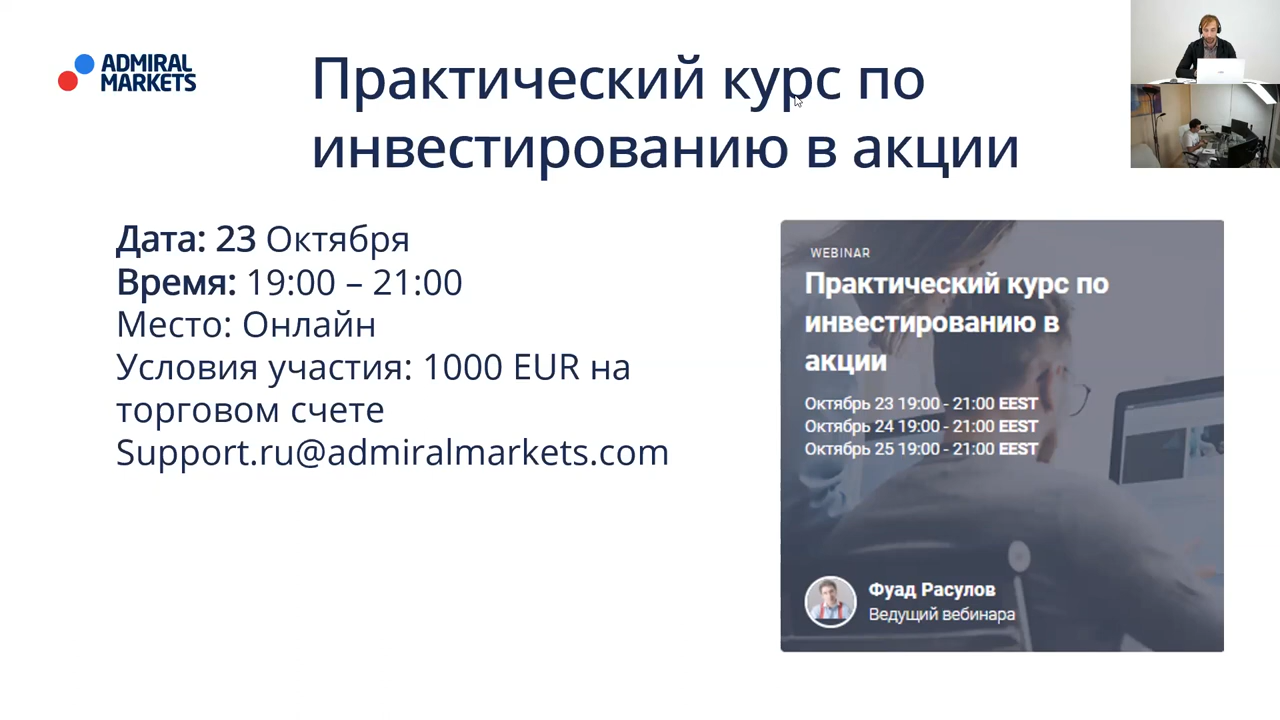 ADMIRAL
MARKETS
Практический курс по
инвестированию в акции
Дата: 23 Октября
Время: 19:00 – 21:00
Место: Онлайн
Условия участия: 1000 EUR на
торговом счете
Support.ru@admiralmarkets.com
WEBINAR
Практический курс по
инвестированию в
акции
Октябрь 23 19:00 - 21:00 EEST
Октябрь 24 19:00 - 21:00 EEST
Октябрь 25 19:00 - 21:00 EEST
Фуад Расулов
Ведущий вебинара